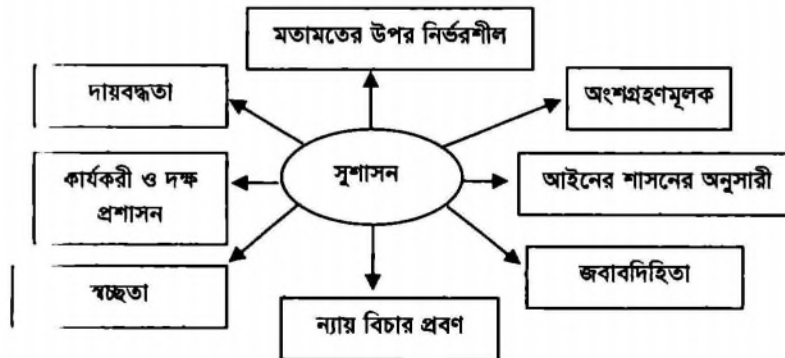 মতামতের উপর নির্ভরশীল
দায়বদ্ধতা
অংশগ্রহণমূলক
সুশাসন
কার্যকরী ও দক্ষ
প্রশাসন
আইনের শাসনের অনুসারী
স্বচ্ছতা
জবাবদিহিতা
ন্যায় বিচার প্রবণ